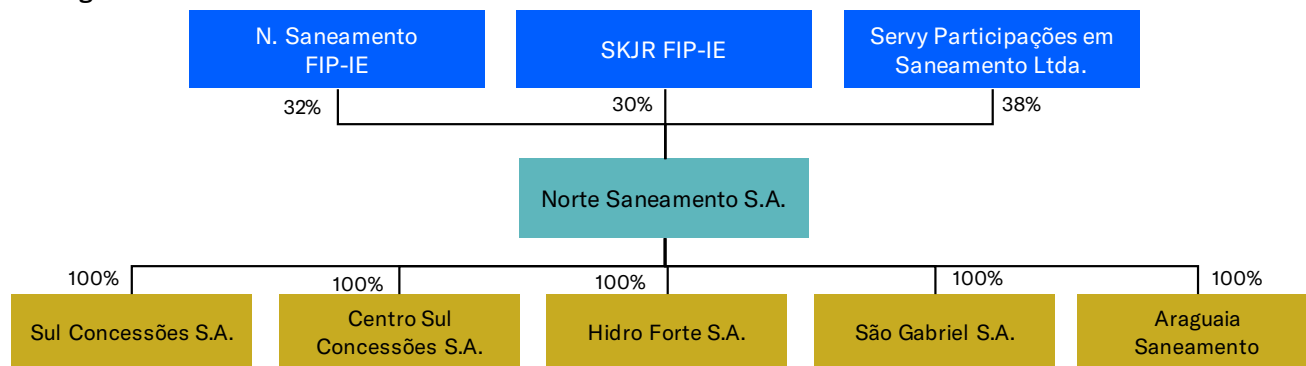 N. Saneamento
FIP-IE
SKJR FIP-IE
Servy Participações em
Saneamento Ltda.
32%
30%
38%
Norte Saneamento S.A.
100%
100%
100%
100%
100%
Sul Concessões S.A.
Centro Sul
Concessões S.A.
Hidro Forte S.A.
São Gabriel S.A.
Araguaia
Saneamento